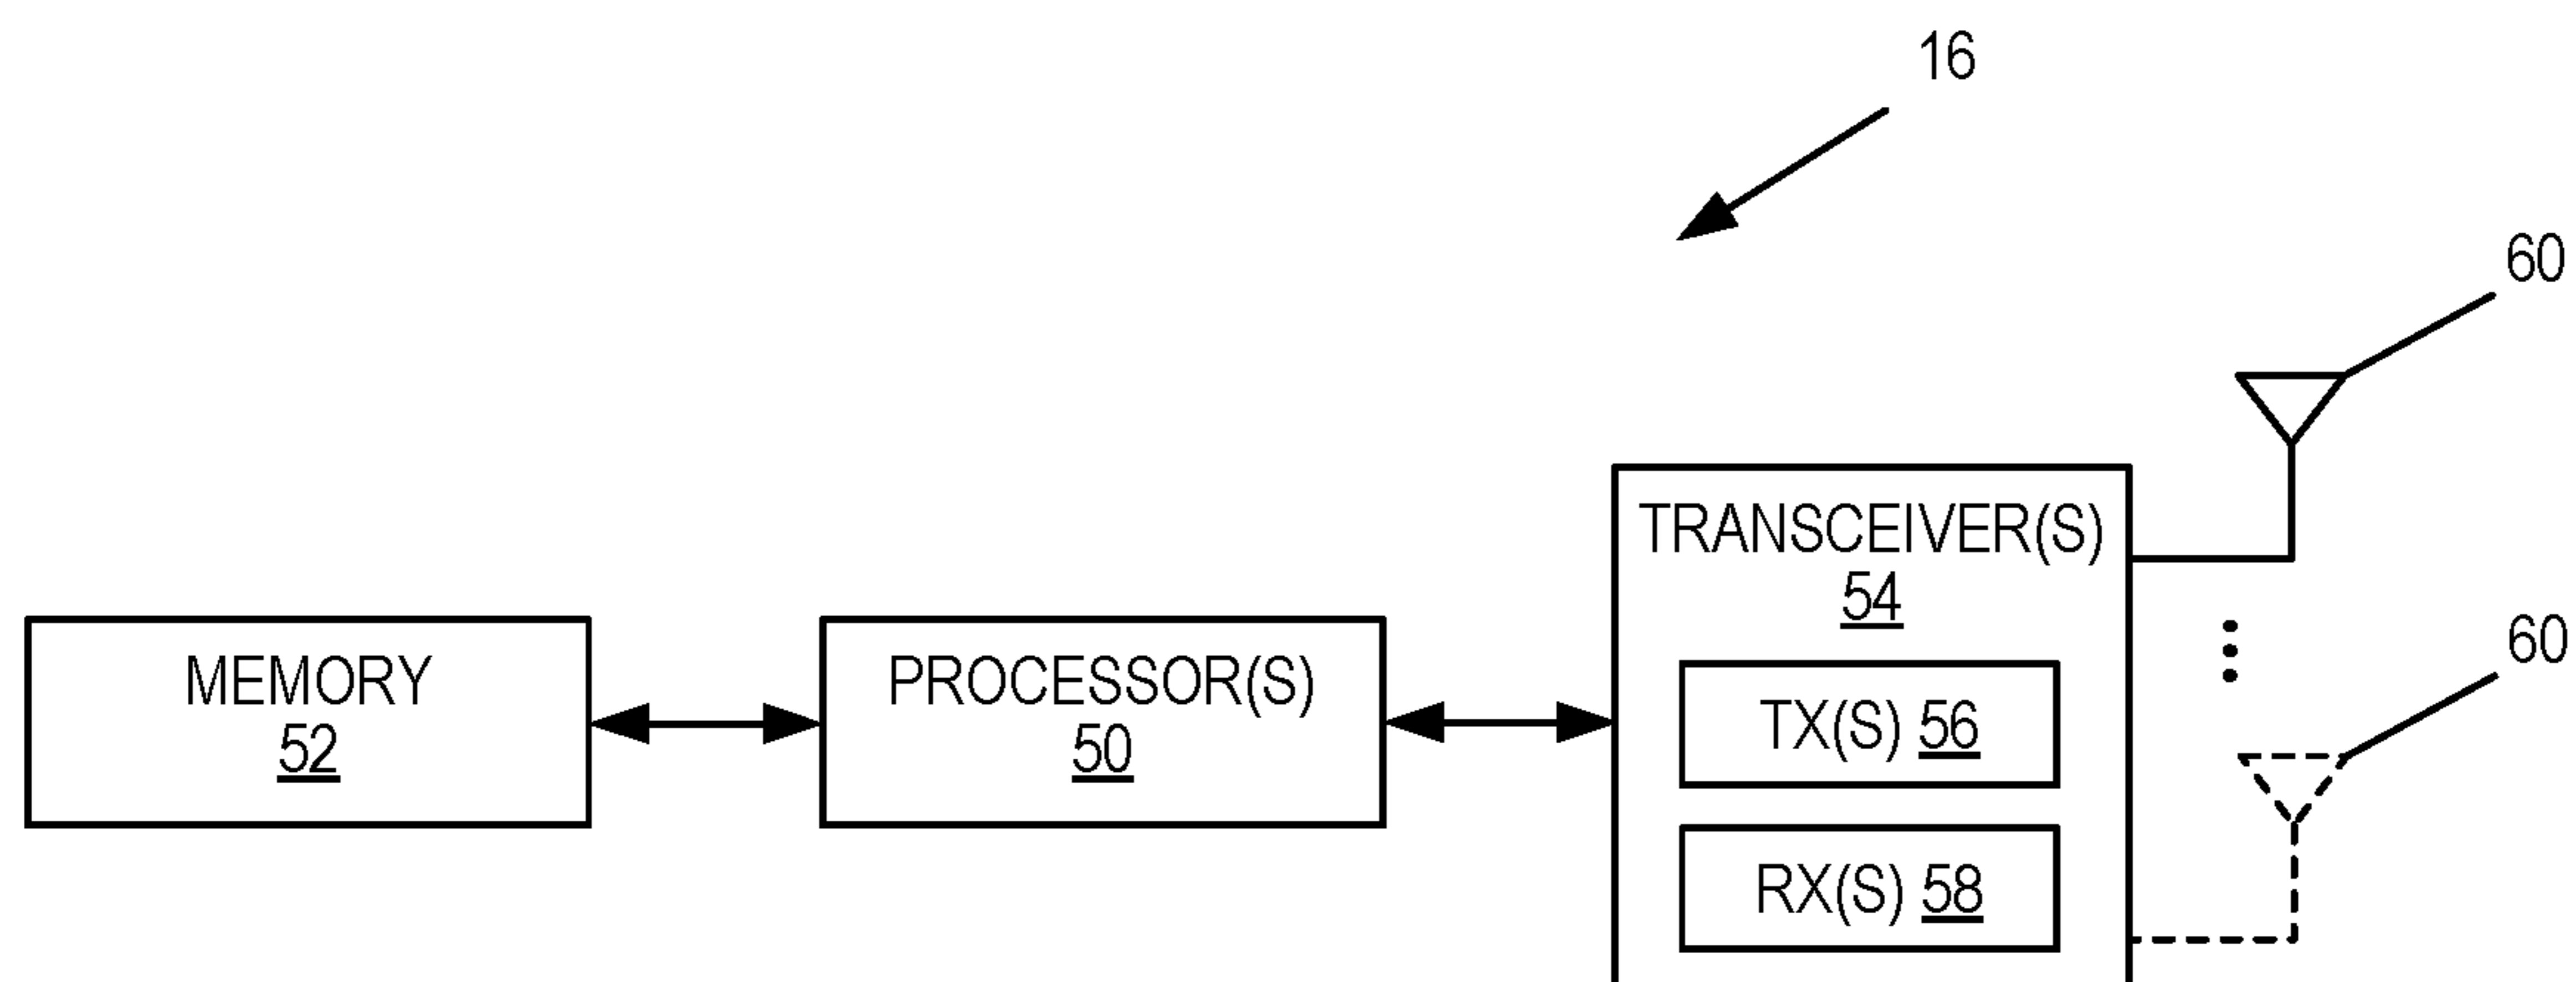 16
60
TRANSCEIVER(S)
54
60
MEMORY
52
PROCESSOR(S)
50
TX(S) 56
RX(S) 58